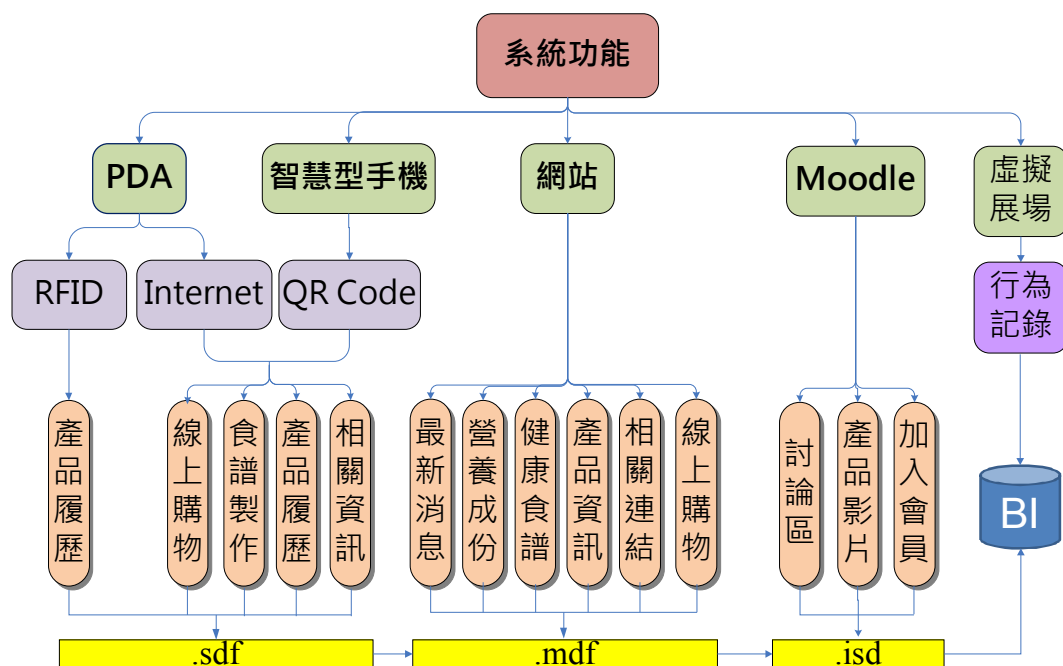 系統功能
PDA
智慧型手機
網站
Moodle
虛擬
展場
RFID
Internet
QR Code
行為
記錄
產品履歷
線上購物
食譜製作
產品履歷
相關資訊
最新消息
營養成份
健康食譜
產品資訊
相關連結
線上購物
討論區
產品影片
加入會員
BI
.sdf
.mdf
.isd